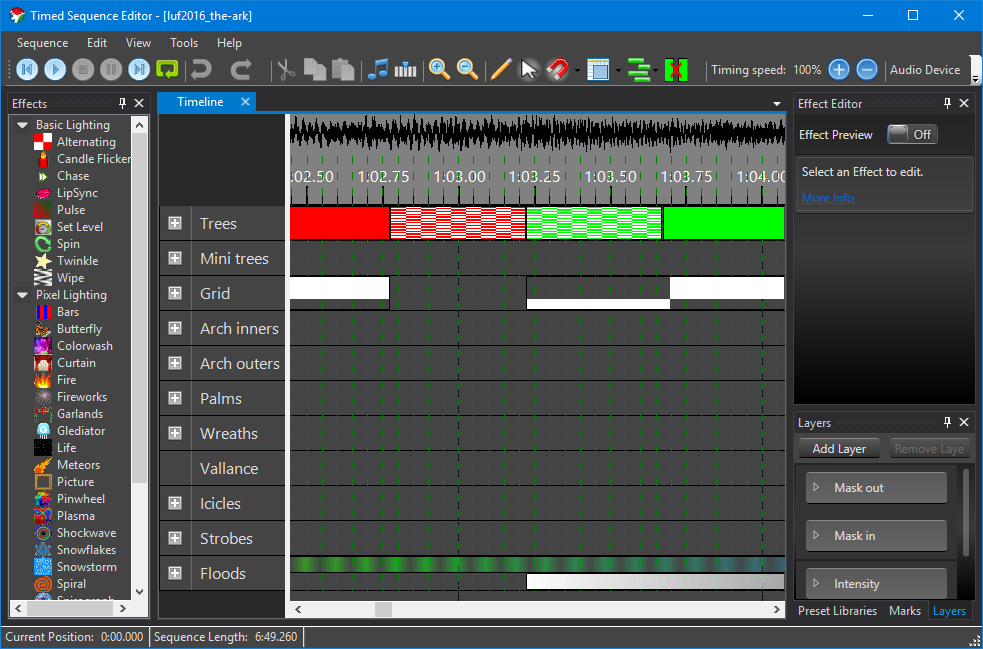 Timed Sequence Editor - [luf2016_the-ark]
Sequence Edit View Tools Help
Timing speed: 100% Audio Device
Effects
Basic Lighting
Alternating
Candle Flicker
Chase
LipSync
Pulse
Set Level
Spin
Twinkle
Wipe
Pixel Lighting
Bars
Butterfly
Colorwash
Curtain
Fire
Fireworks
Garlands
Glediator
Life
Meteors
Picture
Pinwheel
Plasma
Shockwave
Snowflakes
Snowstorm
Spiral
Timeline
:02.50 1:02.75 1:03.00 1:03.25 1:03.50 1:03.75 1:04.00
Trees
Mini trees
Grid
Arch inners
Arch outers
Palms
Wreaths
Vallance
Icicles
Strobes
Floods
Effect Editor
Effect Preview Off
Select an Effect to edit.
More Info
Layers
Add Layer Remove Laye
Mask out
Mask in
Intensity
Preset Libraries Marks Layers
Current Position: 0:00.000 Sequence Length: 6:49.260